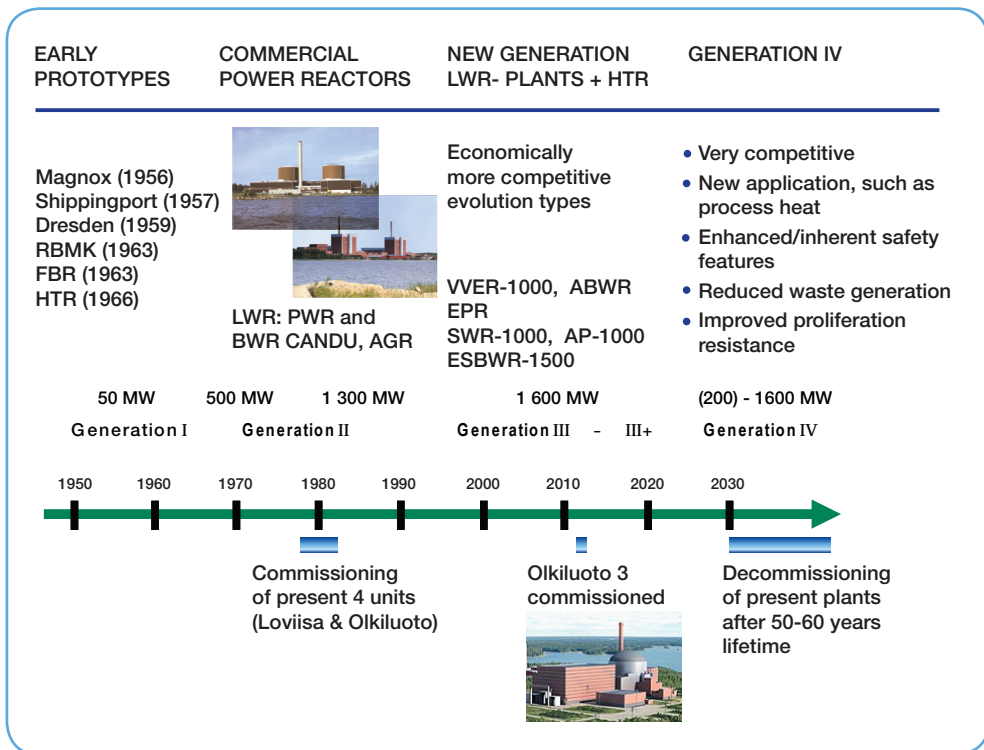 EARLY
PROTOTYPES
COMMERCIAL
POWER REACTORS
NEW GENERATION
LWR- PLANTS + HTR
GENERATION IV
Magnox (1956)
Shippingport (1957)
Dresden (1959)
RBMK (1963)
FBR (1963)
HTR (1966)
LWR: PWR and
BWR CANDU, AGR
Economically
more competitive
evolution types
VVER-1000, ABWR
EPR
SWR-1000, AP-1000
ESBWR-1500
• Very competitive
• New application, such as
process heat
• Enhanced/inherent safety
features
• Reduced waste generation
• Improved proliferation
resistance
50 MW 500 MW 1 300 MW 1 600 MW (200) - 1600 MW
Generation I Generation II Generation III - III+ Generation IV
1950 1960 1970 1980 1990 2000 2010 2020 2030
Commissioning
of present 4 units
(Loviisa & Olkiluoto)
Olkiluoto 3
commissioned
Decommissioning
of present plants
after 50-60 years
lifetime